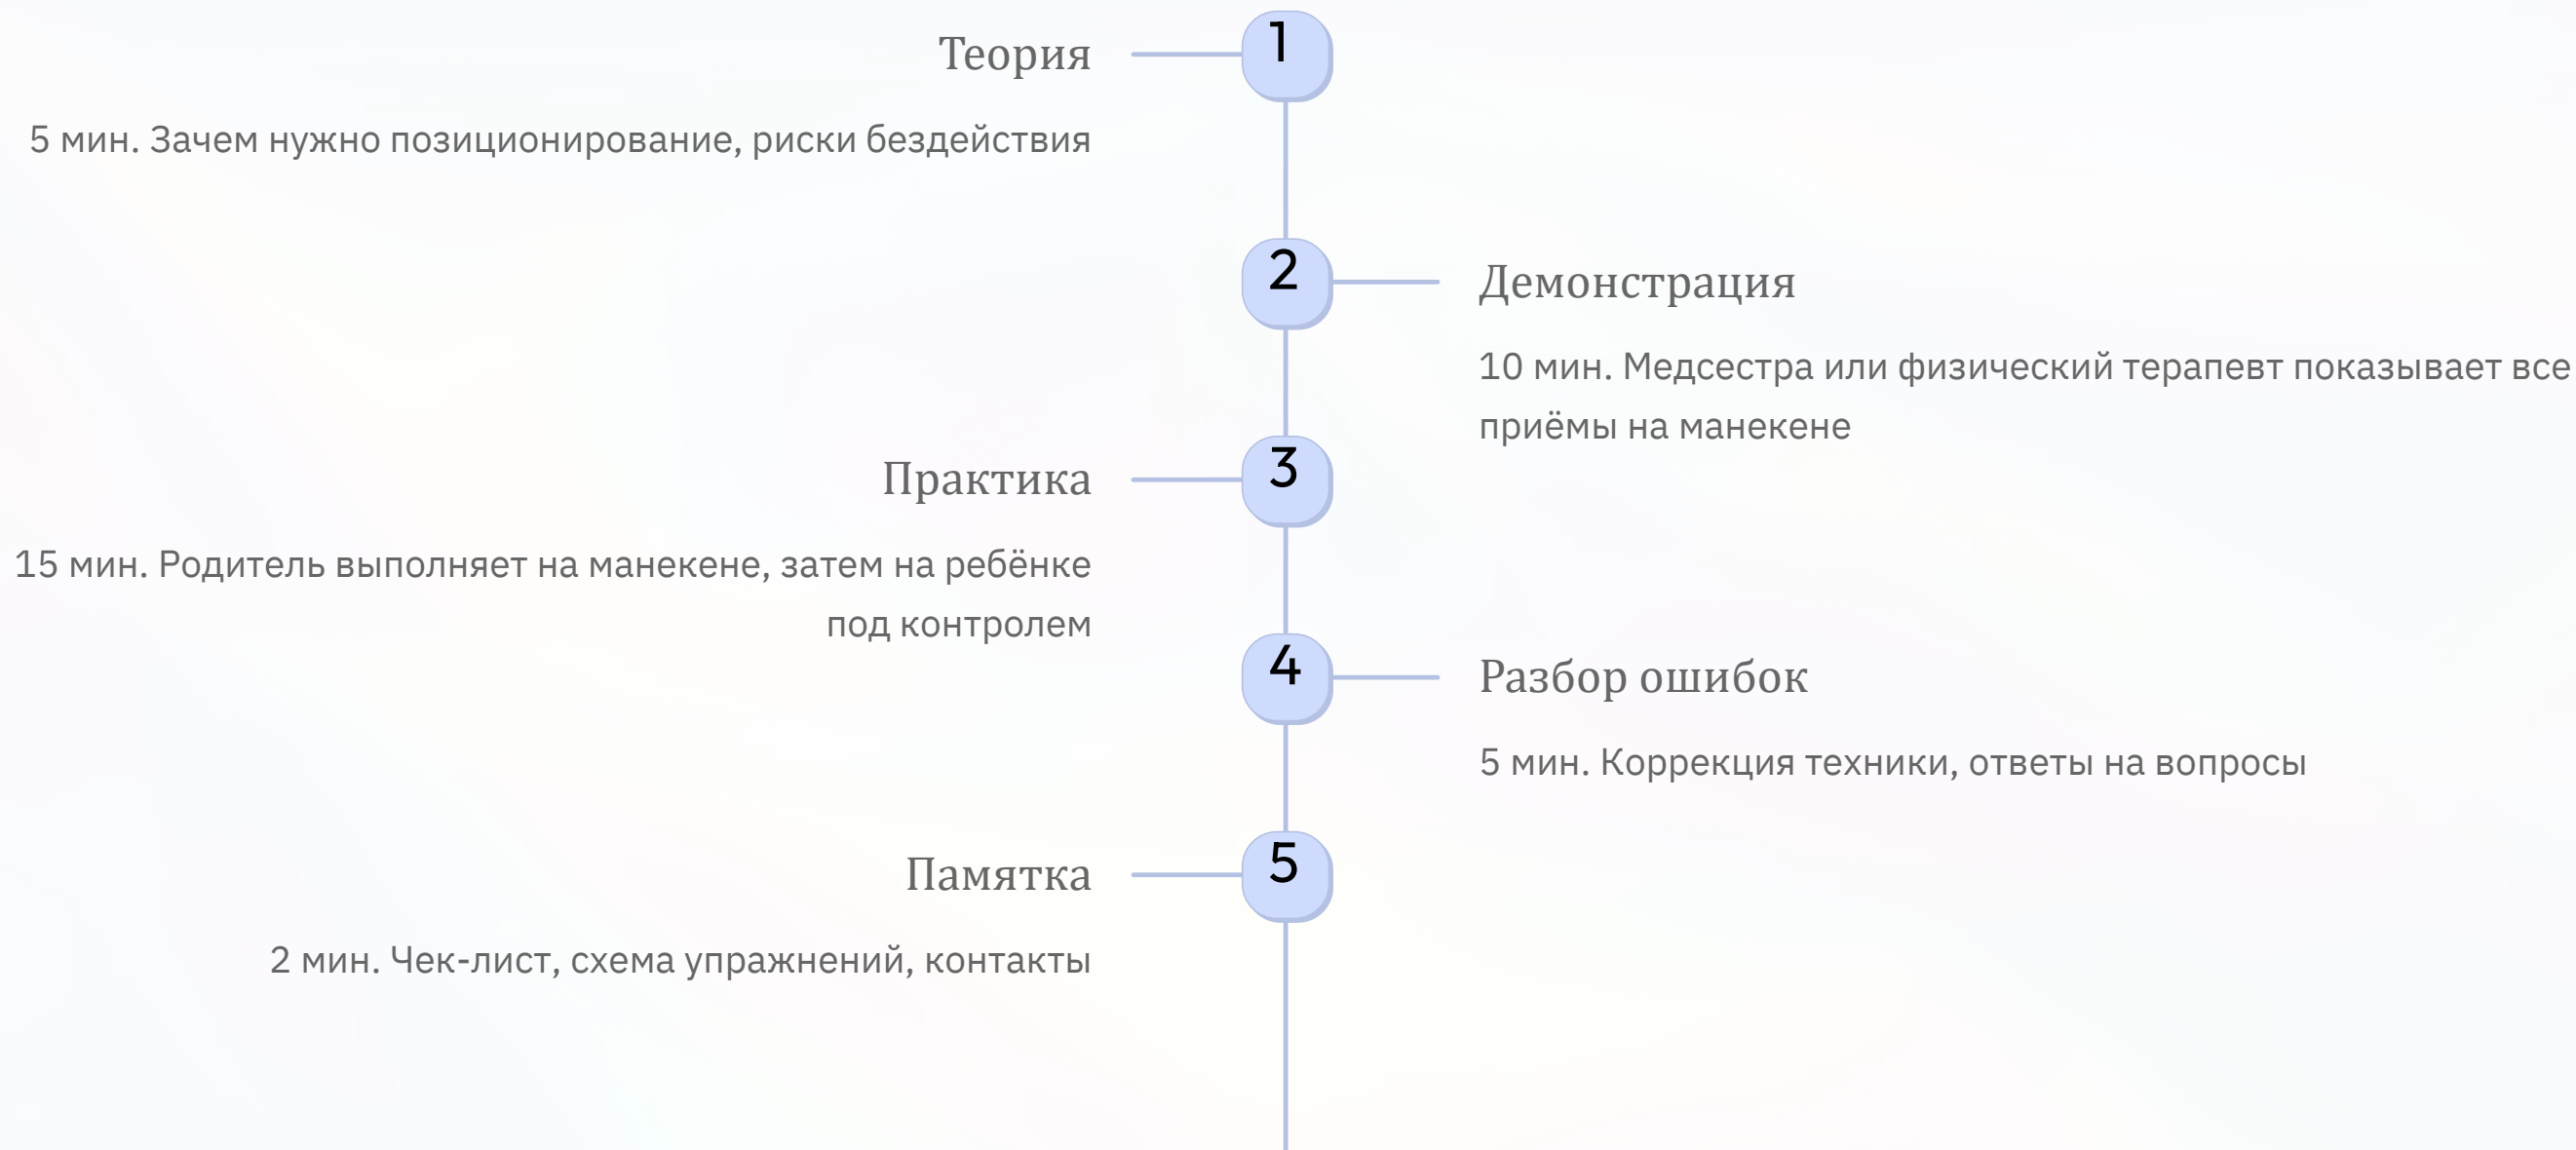 1
Теория
5 мин. Зачем нужно позиционирование, риски бездействия
2
Демонстрация
10 мин. Медсестра или физический терапевт показывает все
приёмы на манекене
3
Практика
15 мин. Родитель выполняет на манекене, затем на ребёнке
под контролем
4
Разбор ошибок
5 мин. Коррекция техники, ответы на вопросы
5
Памятка
2 мин. Чек-лист, схема упражнений, контакты